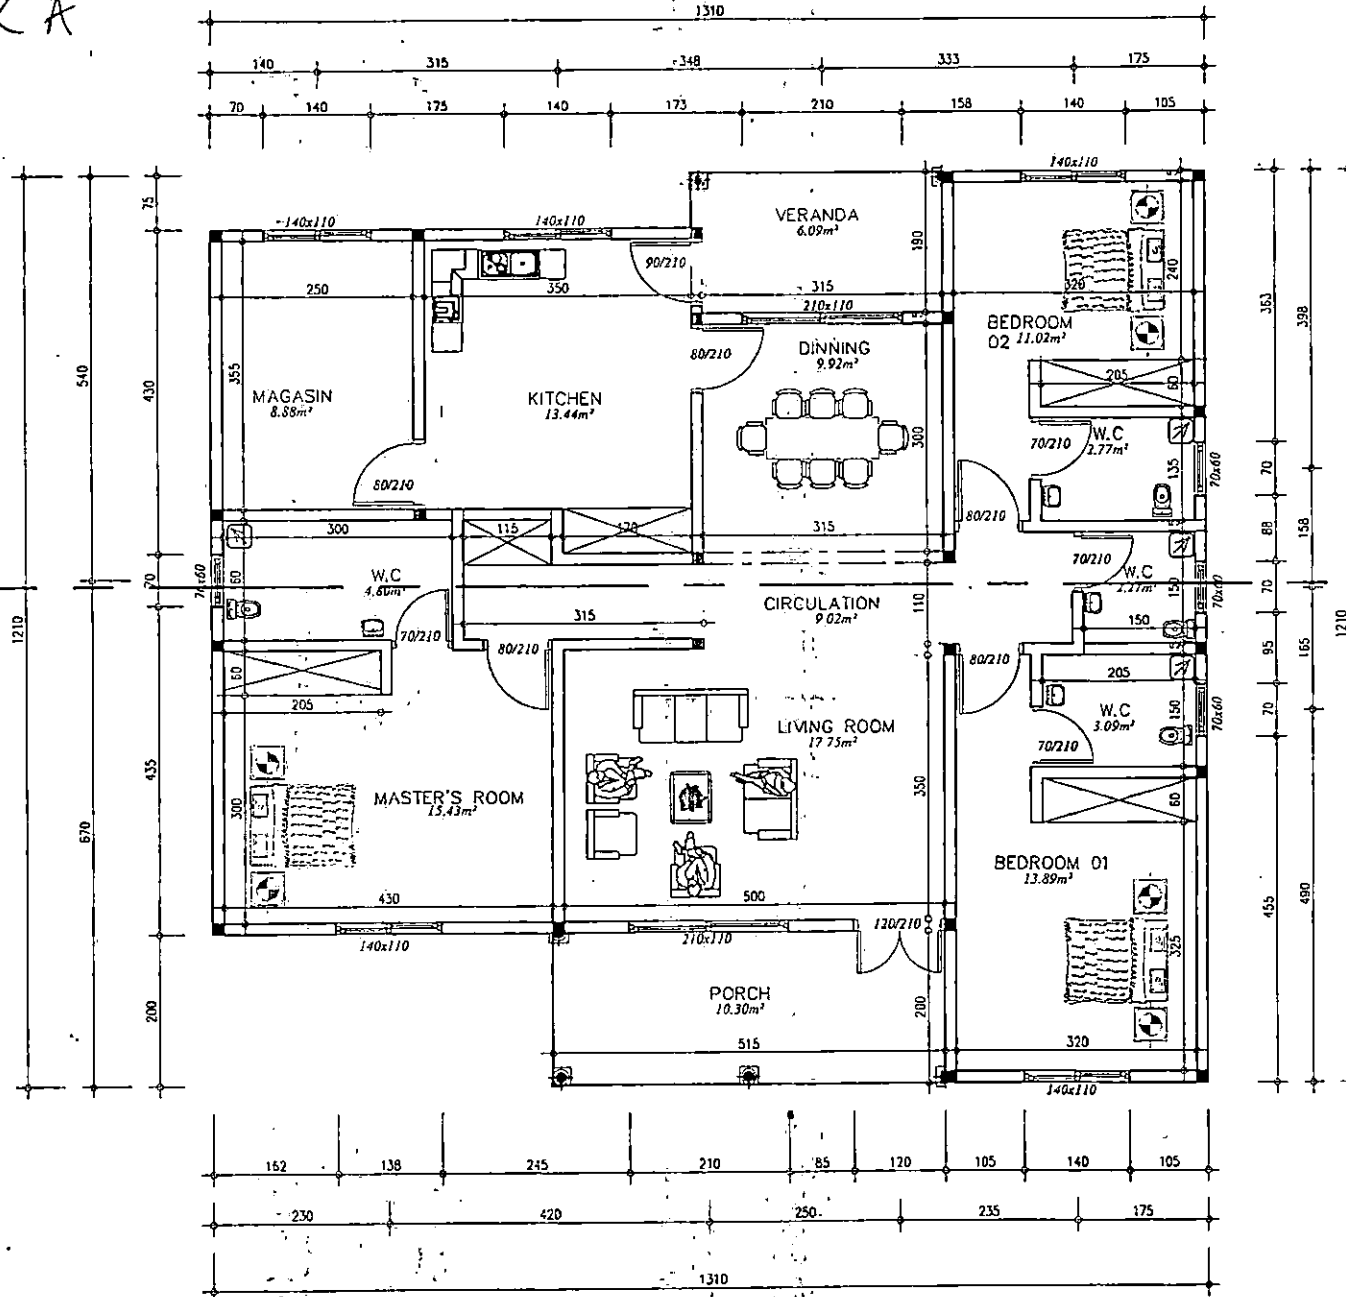 2 A
1310
140 315 348 333 175
70 140 175 140 173 210 158 140 105
140x110
75
VERANDA
6.09m²
140x110 140x110
190
90/210
240
250 350 315 320
210x110
363 398
BEDROOM
02 11.02m²
80/210
DINNING
9.92m²
540 430
355
205 60
MAGASIN
8.88m²
KITCHEN
13.44m²
300
70/210
W.C
3.77m²
135
70x60
70
80/210
80/210
300 115 170 315
88 158
70/210
W.C
2.27m²
150
70x60
70
70 70x60 60
W.C
4.60m²
CIRCULATION
9.02m²
110
1210 1210
315
150
70/210
80/210
80/210
95 165
60
205
205
W.C
3.09m²
150
70x60
70
LIVING ROOM
17.75m²
70/210
435
300
MASTER'S ROOM
15.43m²
350
60
670
BEDROOM 01
13.89m²
430 500
455 490
140x110 210x110 120/210
325
200
PORCH
10.30m²
200
515 320
140x110
162 138 245 210 85 120 105 140 105
230 420 250 235 175
1310